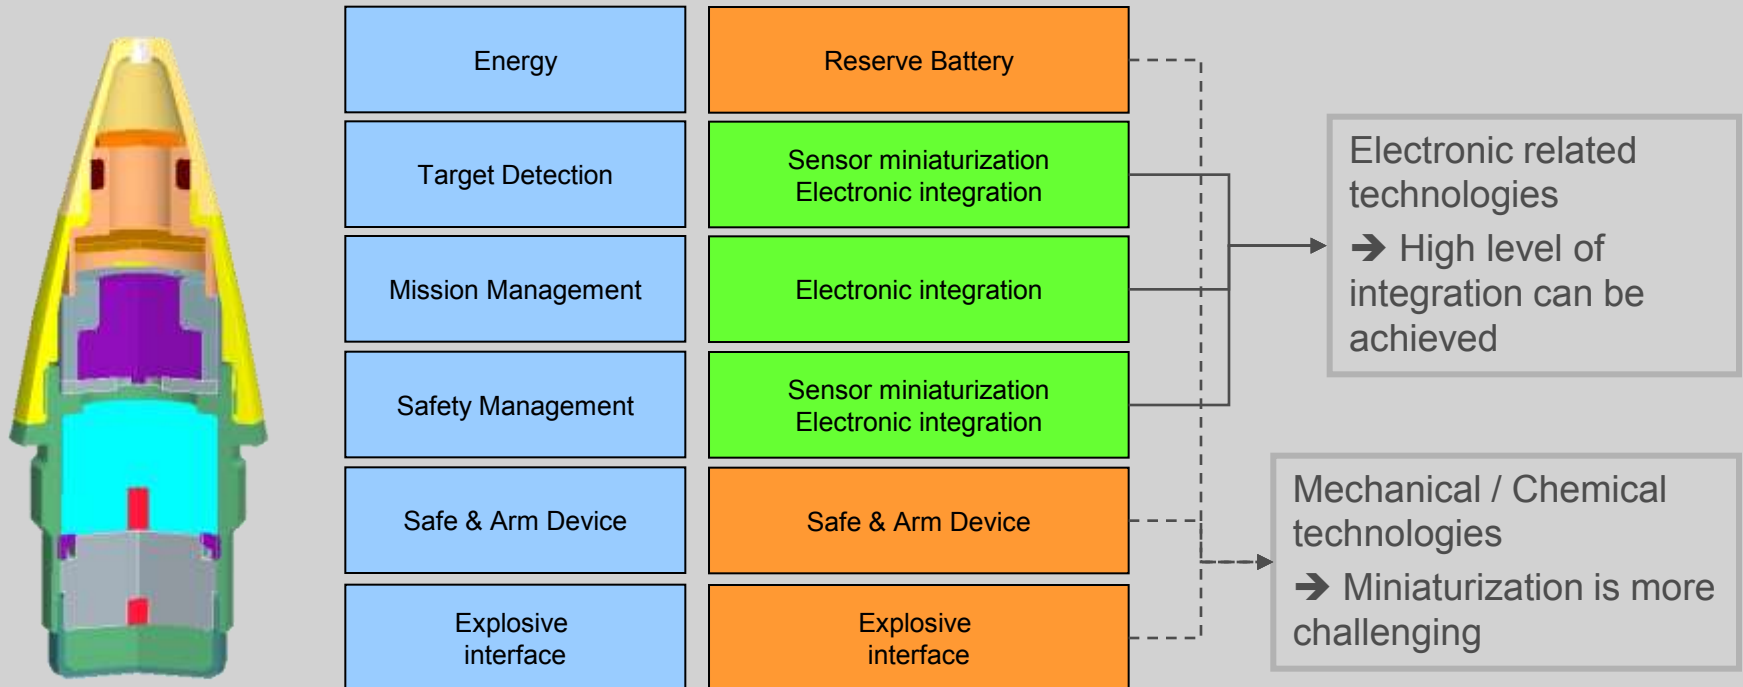 Energy
Reserve Battery
Target Detection
Sensor miniaturization
Electronic integration
Mission Management
Electronic integration
Safety Management
Sensor miniaturization
Electronic integration
Safe & Arm Device
Safe & Arm Device
Explosive
interface
Explosive
interface
Electronic related
technologies
➔ High level of
integration can be
achieved
Mechanical / Chemical
technologies
➔ Miniaturization is more
challenging